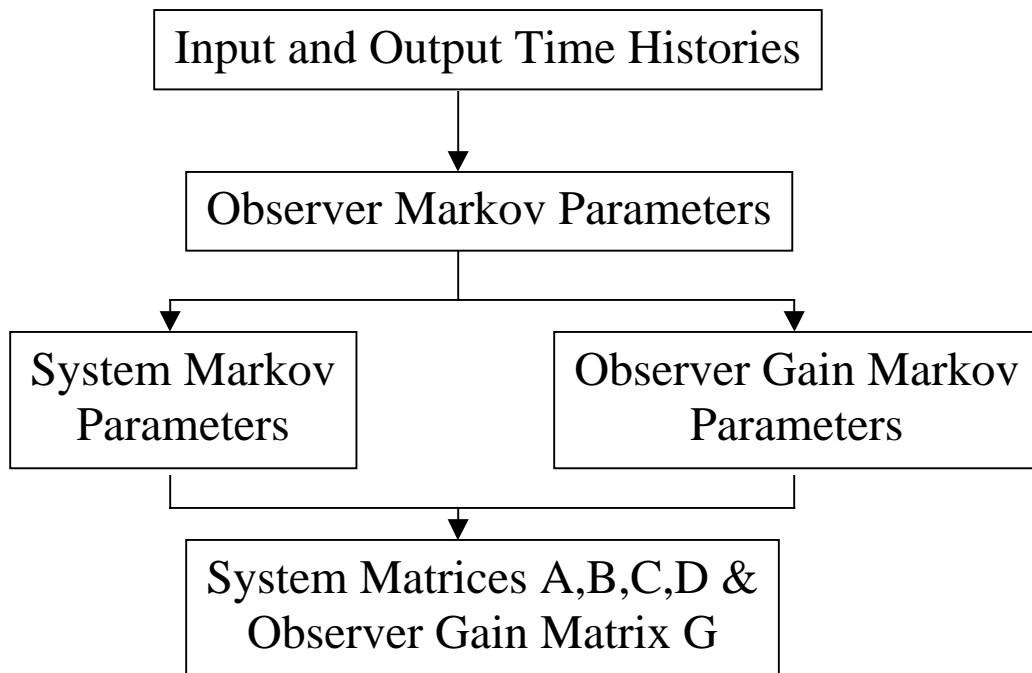 Input and Output Time Histories
Observer Markov Parameters
System Markov
Parameters
Observer Gain Markov
Parameters
System Matrices A,B,C,D &
Observer Gain Matrix G